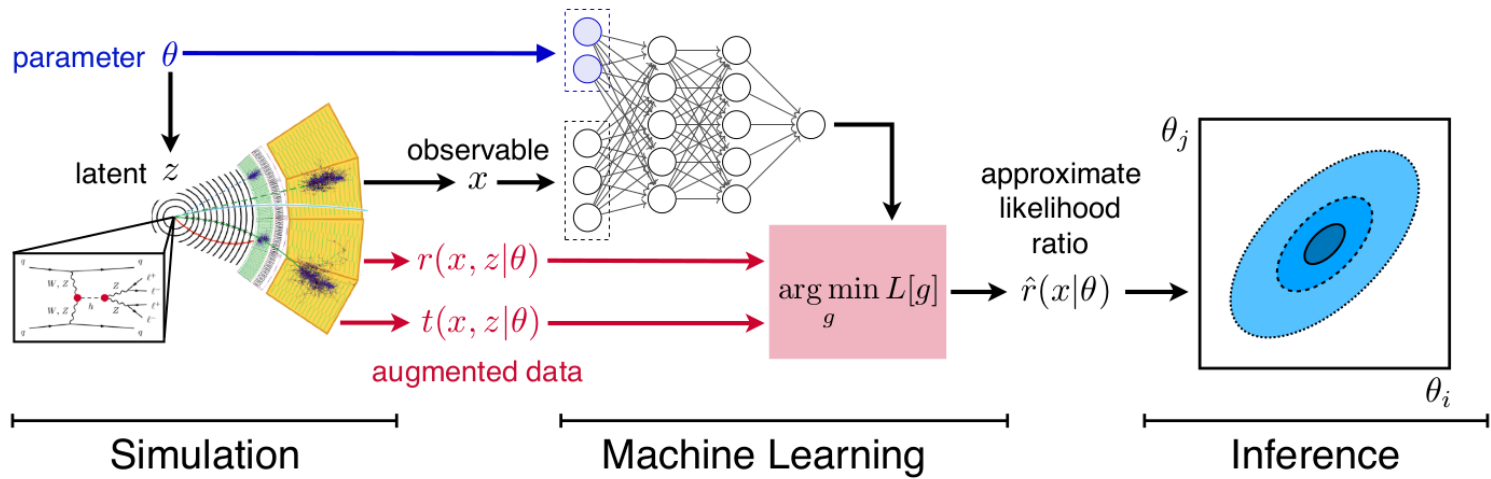 parameter θ
latent z
observable
x
r(x, z|θ)
t(x, z|θ)
augmented data
arg min L[g]
g
approximate
likelihood
ratio
r̂(x|θ)
θj
θi
q
q
W, Z
Z
ℓ+
ℓ−
h
ℓ+
W, Z
Z
ℓ−
q
q
Simulation
Machine Learning
Inference